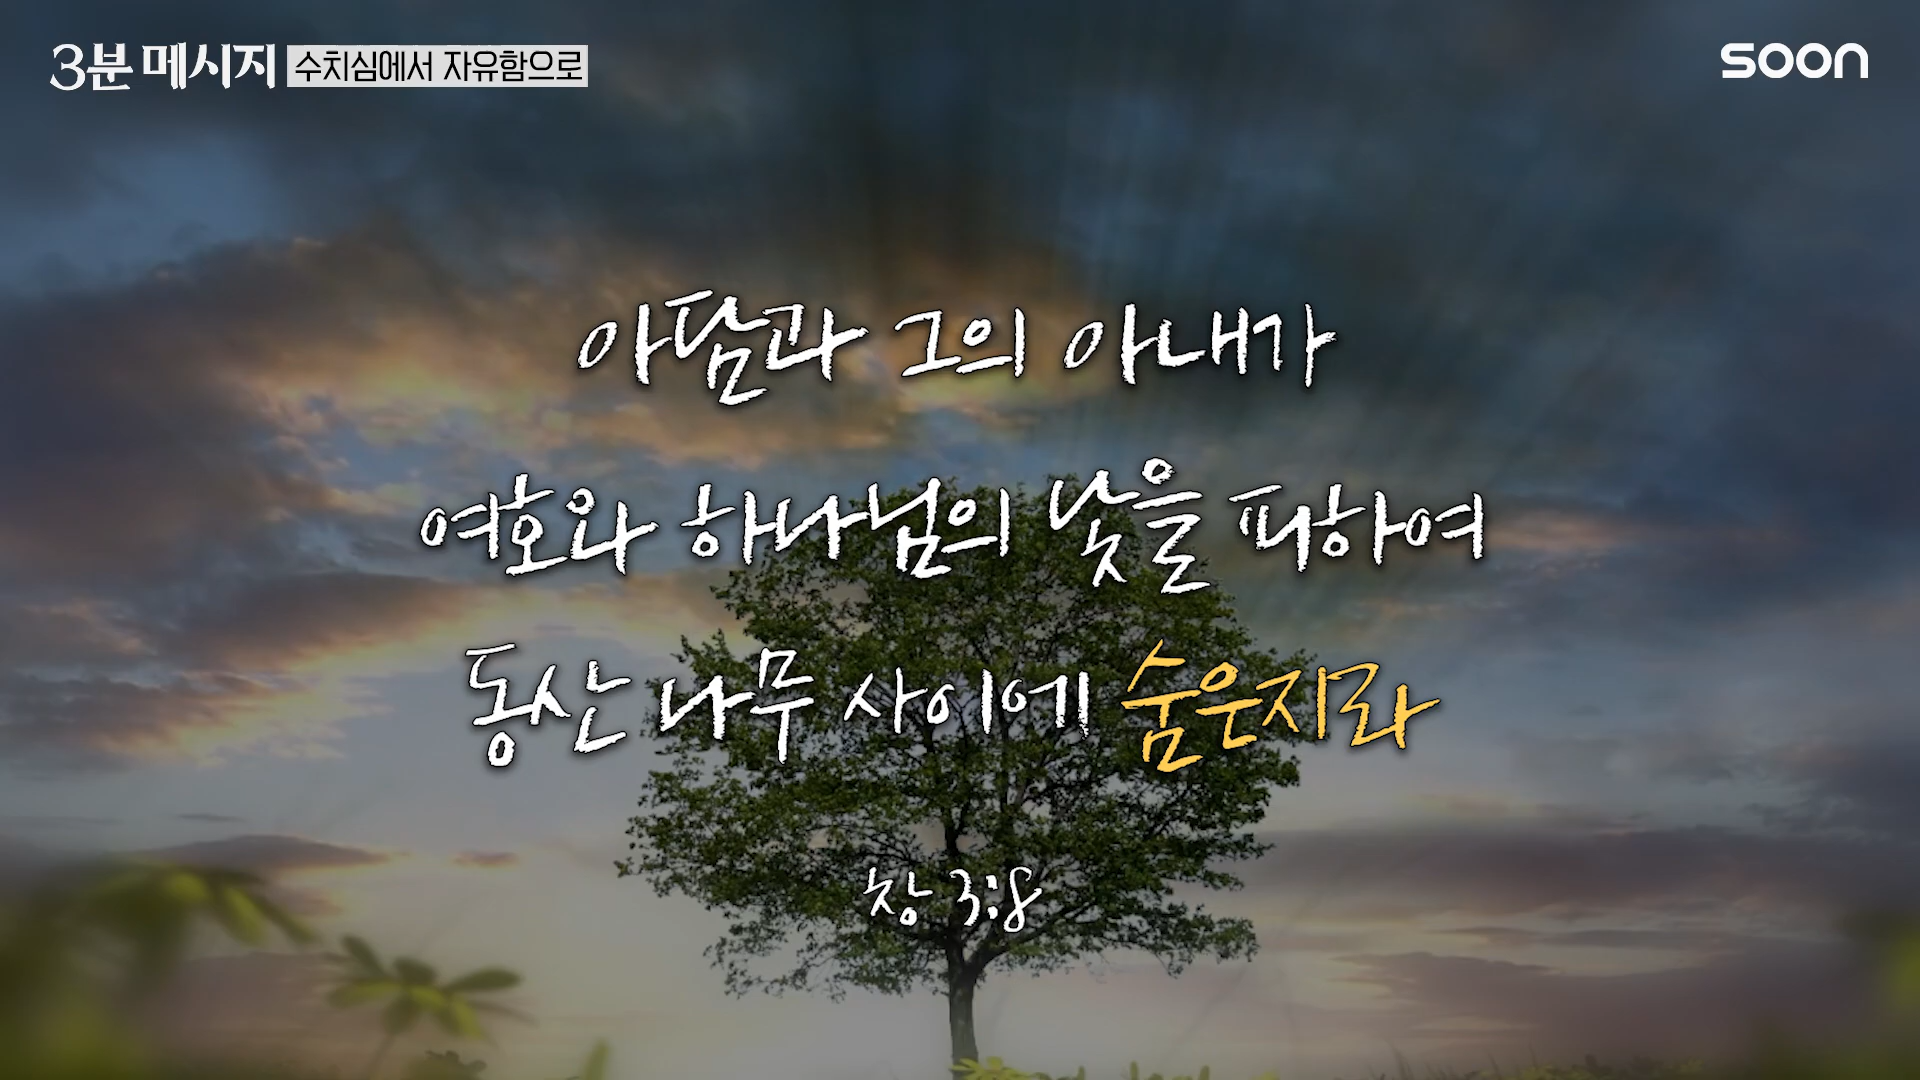 3분 메시지 수치심에서 자유함으로
soon
아담과 그의 아내가
여호와 하나님의 낯을 피하여
동산 나무 사이에 숨은지라
창 3:8